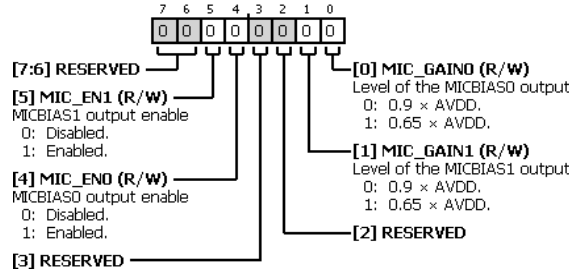 7 6 5 4 3 2 1 0
0 0 0 0 0 0 0 0
[7:6] RESERVED
[5] MIC_EN1 (R/W)
MICBIAS1 output enable
0: Disabled.
1: Enabled.
[4] MIC_EN0 (R/W)
MICBIAS0 output enable
0: Disabled.
1: Enabled.
[3] RESERVED
[0] MIC_GAIN0 (R/W)
Level of the MICBIAS0 output
0: 0.9 × AVDD.
1: 0.65 × AVDD.
[1] MIC_GAIN1 (R/W)
Level of the MICBIAS1 output
0: 0.9 × AVDD.
1: 0.65 × AVDD.
[2] RESERVED